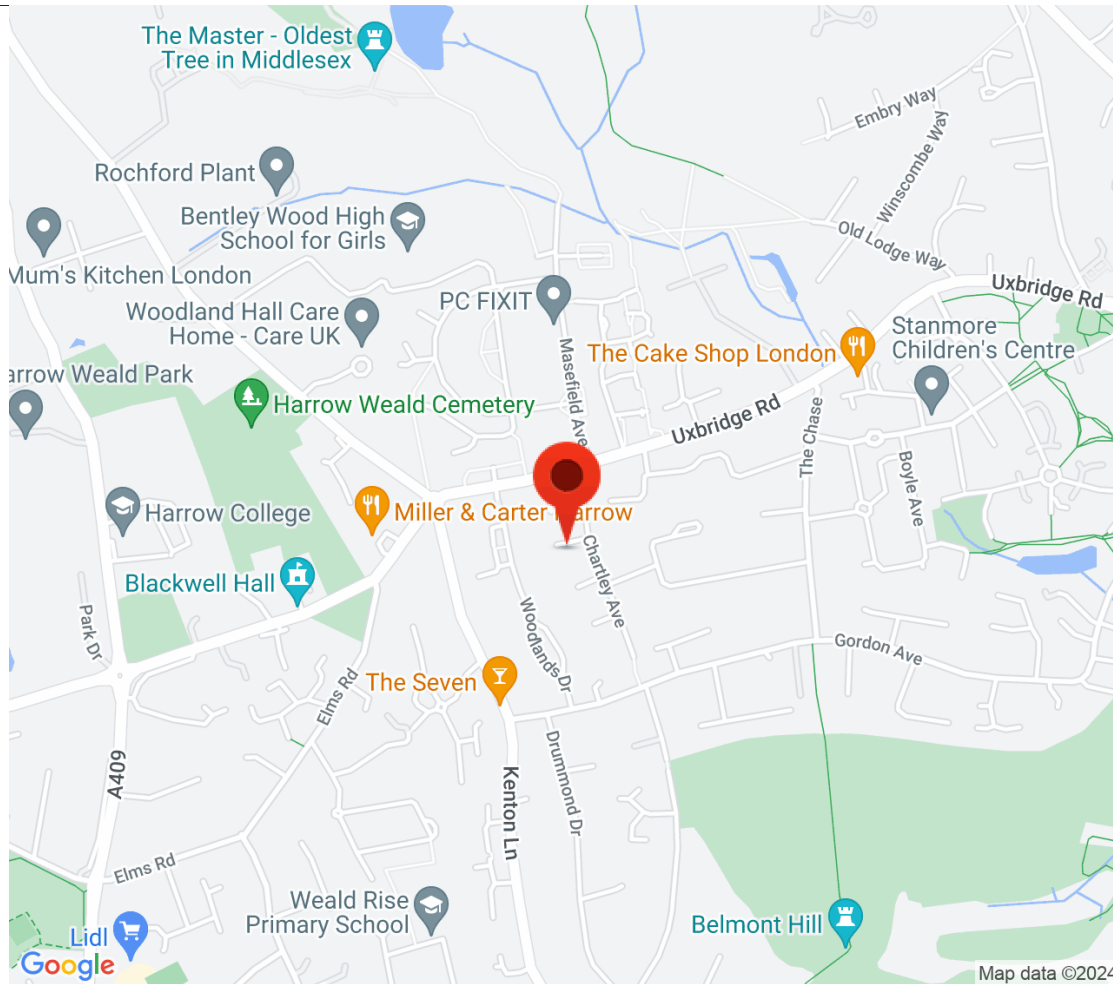 The Master - Oldest
Tree in Middlesex
Embry Way
Winscombe Way
Rochford Plant
Bentley Wood High
School for Girls
Old Lodge Way
Mum's Kitchen London
Uxbridge Rd
PC FIXIT
Woodland Hall Care
Home - Care UK
Stanmore
Children's Centre
The Cake Shop London
Masefield Ave
arrow Weald Park
Harrow Weald Cemetery
Uxbridge Rd
The Chase
Boyle Ave
Harrow College
Miller & Carter Harrow
Chartley Ave
Blackwell Hall
Park Dr
Woodlands Dr
Gordon Ave
The Seven
Elms Rd
Drummond Dr
A409
Kenton Ln
Elms Rd
Weald Rise
Primary School
Belmont Hill
Lidl
Google
Map data ©2024